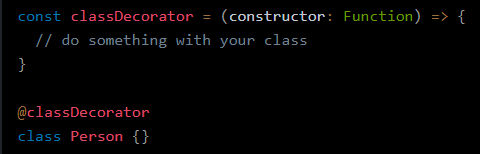 const classDecorator = (constructor: Function) => {
  // do something with your class
}

@classDecorator
class Person {}